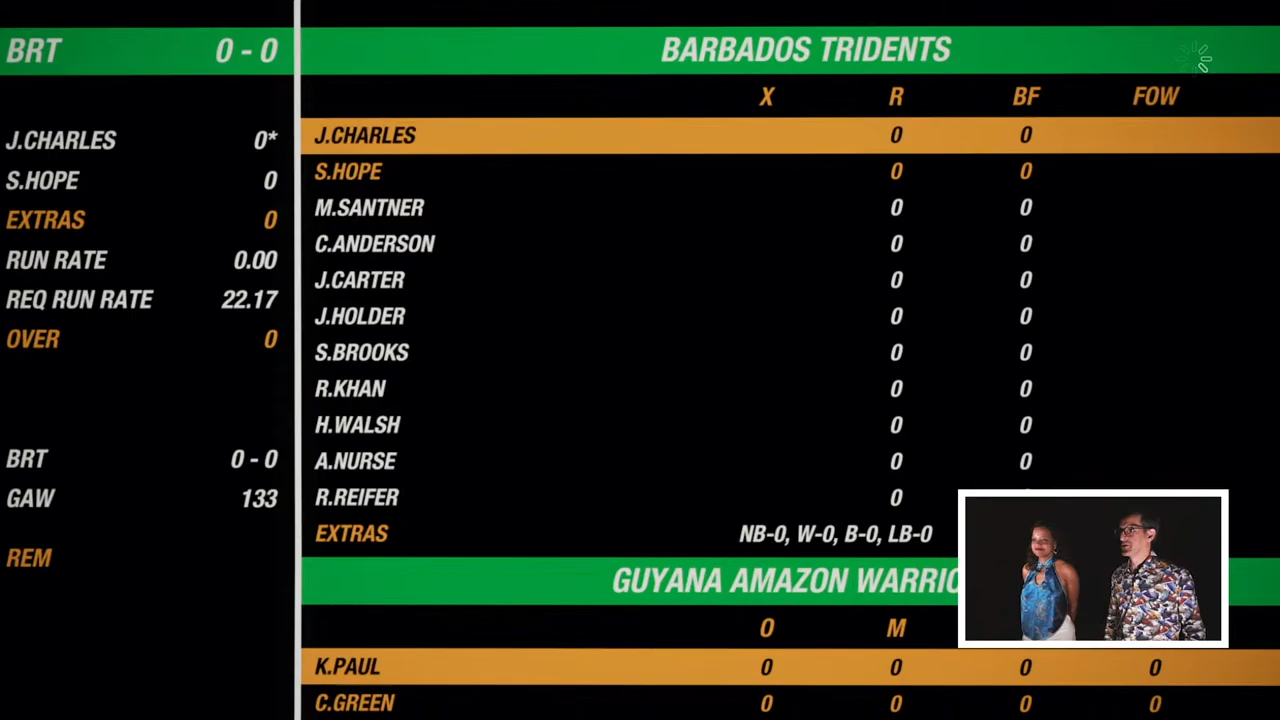 BRT 0 - 0
J.CHARLES 0*
S.HOPE 0
EXTRAS 0
RUN RATE 0.00
REQ RUN RATE 22.17
OVER 0
BRT 0 - 0
GAW 133
REM
BARBADOS TRIDENTS
X R BF FOW
J.CHARLES 0 0
S.HOPE 0 0
M.SANTNER 0 0
C.ANDERSON 0 0
J.CARTER 0 0
J.HOLDER 0 0
S.BROOKS 0 0
R.KHAN 0 0
H.WALSH 0 0
A.NURSE 0 0
R.REIFER 0
EXTRAS NB-0, W-0, B-0, LB-0
GUYANA AMAZON WARRIO
O M
K.PAUL 0 0 0 0
C.GREEN 0 0 0 0